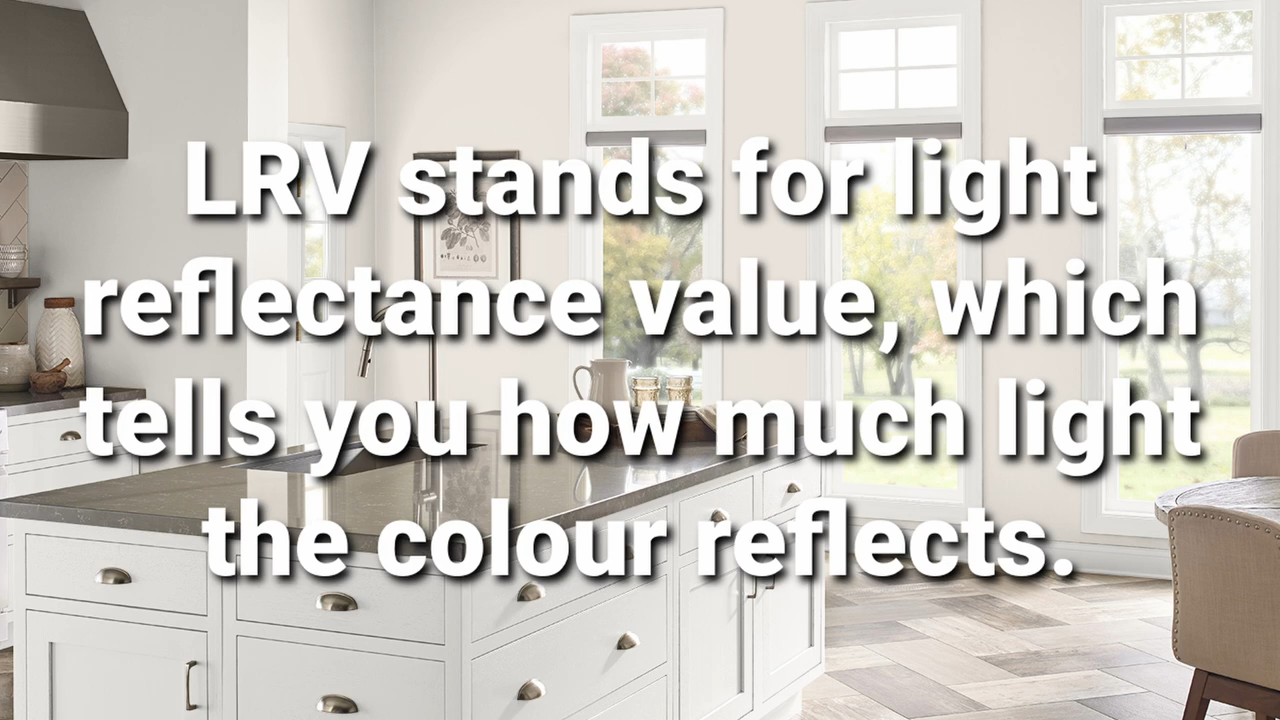 LRV stands for light
reflectance value, which
tells you how much light
the colour reflects.